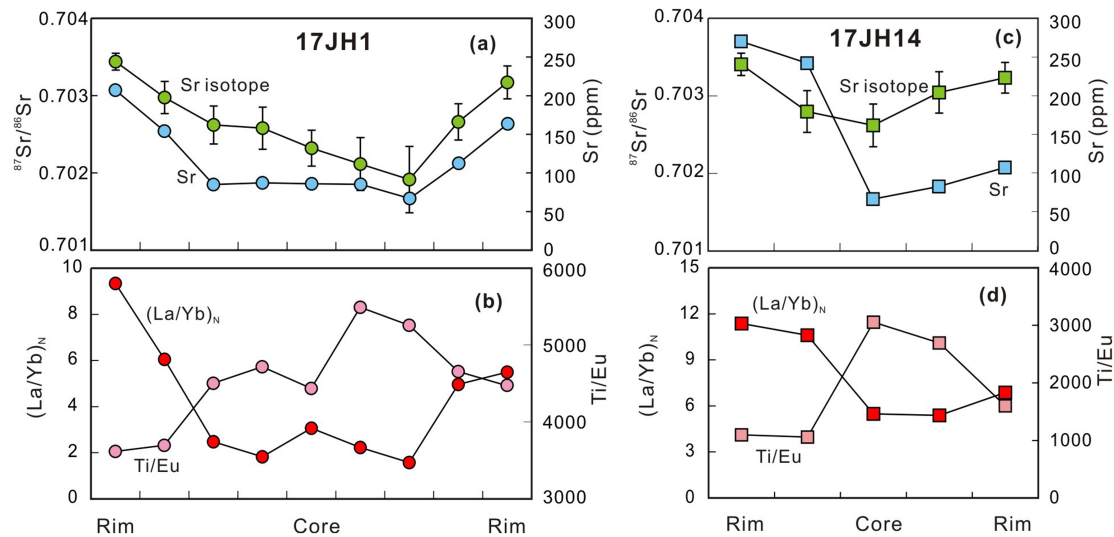 17JH1
(a)
0.704
0.703
0.702
0.701
⁸⁷Sr/⁸⁶Sr
Sr isotope
Sr
300
250
200
150
100
50
0
Sr (ppm)
17JH14
(c)
0.704
0.703
0.702
0.701
⁸⁷Sr/⁸⁶Sr
Sr isotope
Sr
300
250
200
150
100
50
0
Sr (ppm)
(b)
10
8
6
4
2
0
(La/Yb)N
(La/Yb)N
Ti/Eu
6000
5000
4000
3000
Ti/Eu
Rim Core Rim
(d)
15
12
9
6
3
0
(La/Yb)N
(La/Yb)N
Ti/Eu
4000
3000
2000
1000
0
Ti/Eu
Rim Core Rim